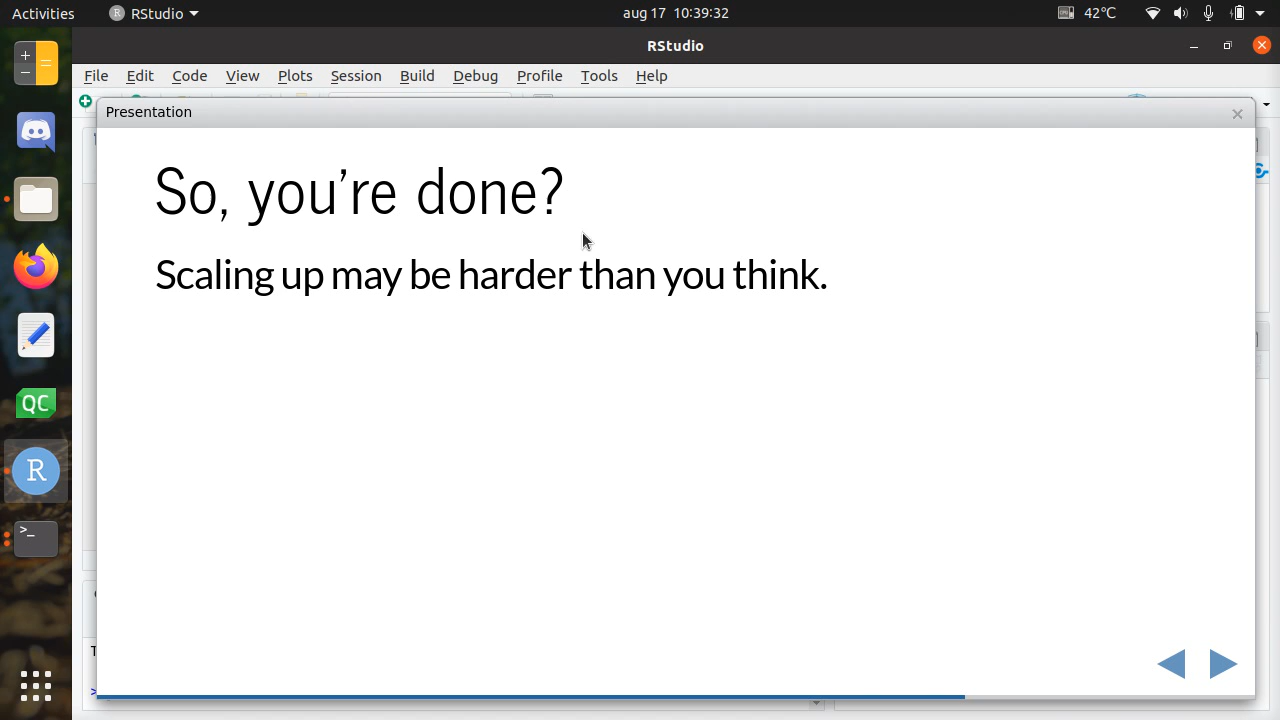 Activities
RStudio
aug 17 10:39:32
42°C
RStudio
File Edit Code View Plots Session Build Debug Profile Tools Help
Presentation
So, you're done?
Scaling up may be harder than you think.
QC
R
>_
>